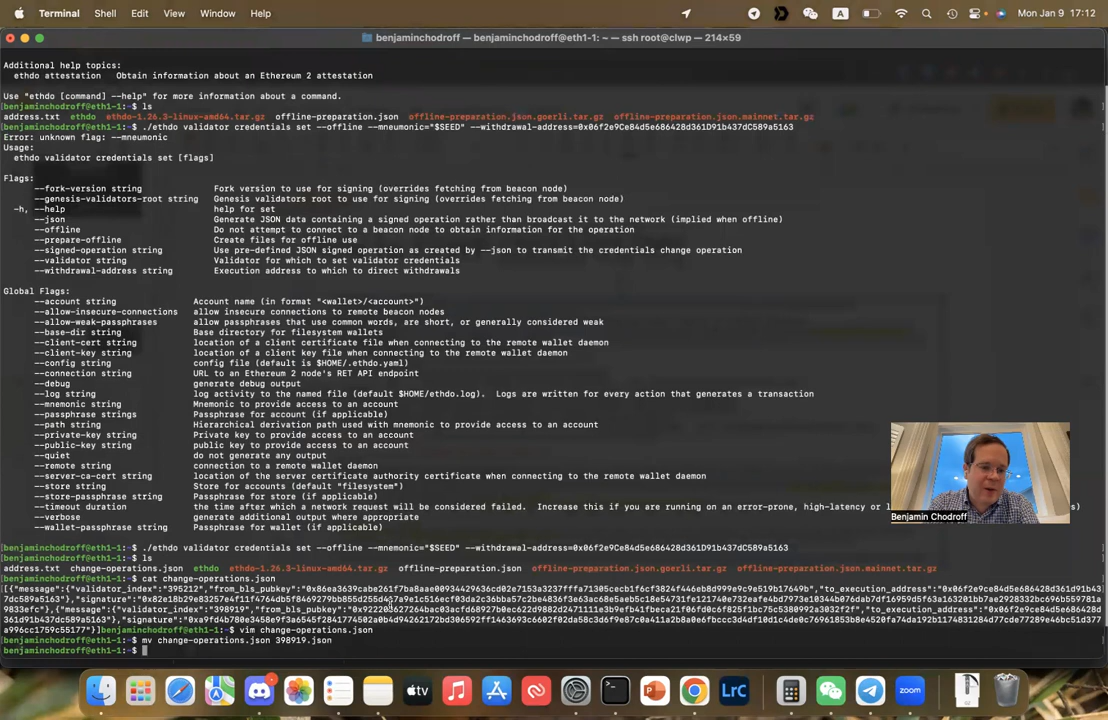 Terminal Shell Edit View Window Help A Mon Jan 9 17:12
benjaminchodroff — benjaminchodroff@eth1-1: ~ — ssh root@clwp — 214×59
Additional help topics:
ethdo attestation Obtain information about an Ethereum 2 attestation
Use "ethdo [command] --help" for more information about a command.
[benjaminchodroff@eth1-1:~$ ls
address.txt ethdo ethdo-1.26.3-linux-amd64.tar.gz offline-preparation.json offline-preparation.json.goerli.tar.gz offline-preparation.json.mainnet.tar.gz
[benjaminchodroff@eth1-1:~$ ./ethdo validator credentials set --offline --mneumonic="$SEED" --withdrawal-address=0x06f2e9Ce84d5e686428d361D91b437dC589a5163
Error: unknown flag: --mneumonic
Usage:
ethdo validator credentials set [flags]
Flags:
--fork-version string Fork version to use for signing (overrides fetching from beacon node)
--genesis-validators-root string Genesis validators root to use for signing (overrides fetching from beacon node)
-h, --help help for set
--json Generate JSON data containing a signed operation rather than broadcast it to the network (implied when offline)
--offline Do not attempt to connect to a beacon node to obtain information for the operation
--prepare-offline Create files for offline use
--signed-operation string Use pre-defined JSON signed operation as created by --json to transmit the credentials change operation
--validator string Validator for which to set validator credentials
--withdrawal-address string Execution address to which to direct withdrawals
Global Flags:
--account string Account name (in format "<wallet>/<account>")
--allow-insecure-connections allow insecure connections to remote beacon nodes
--allow-weak-passphrases allow passphrases that use common words, are short, or generally considered weak
--base-dir string Base directory for filesystem wallets
--client-cert string location of a client certificate file when connecting to the remote wallet daemon
--client-key string location of a client key file when connecting to the remote wallet daemon
--config string config file (default is $HOME/.ethdo.yaml)
--connection string URL to an Ethereum 2 node's RET API endpoint
--debug generate debug output
--log string log activity to the named file (default $HOME/ethdo.log). Logs are written for every action that generates a transaction
--mnemonic string Mnemonic to provide access to an account
--passphrase strings Passphrase for account (if applicable)
--path string Hierarchical derivation path used with mnemonic to provide access to an account
--private-key string Private key to provide access to an account
--public-key string public key to provide access to an account
--quiet do not generate any output
--remote string connection to a remote wallet daemon
--server-ca-cert string location of the server certificate authority certificate when connecting to the remote wallet daemon
--store string Store for accounts (default "filesystem")
--store-passphrase string Passphrase for store (if applicable)
--timeout duration the time after which a network request will be considered failed. Increase this if you are running on an error-prone, high-latency or
--verbose generate additional output where appropriate
--wallet-passphrase string Passphrase for wallet (if applicable)
[benjaminchodroff@eth1-1:~$ ./ethdo validator credentials set --offline --mnemonic="$SEED" --withdrawal-address=0x06f2e9Ce84d5e686428d361D91b437dC589a5163
[benjaminchodroff@eth1-1:~$ ls
address.txt change-operations.json ethdo ethdo-1.26.3-linux-amd64.tar.gz offline-preparation.json offline-preparation.json.goerli.tar.gz offline-preparation.json.mainnet.tar.gz
[benjaminchodroff@eth1-1:~$ cat change-operations.json
[{"message":{"validator_index":"395212","from_bls_pubkey": "to_execution_address":"0x06f2e9ce84d5e686428d361d91b43
7dc589a5163"},"signature":
"message":{"validator_index":"398919","from_bls_pubkey": "to_execution_address":"0x06f2e9ce84d5e686428d
361d91b437dc589a5163"},"signature":
a996cc1759c55177"}]benjaminchodroff@eth1-1:~$ vim change-operations.json
[benjaminchodroff@eth1-1:~$ mv change-operations.json 398919.json
benjaminchodroff@eth1-1:~$
Benjamin Chodroff
tv LrC zoom